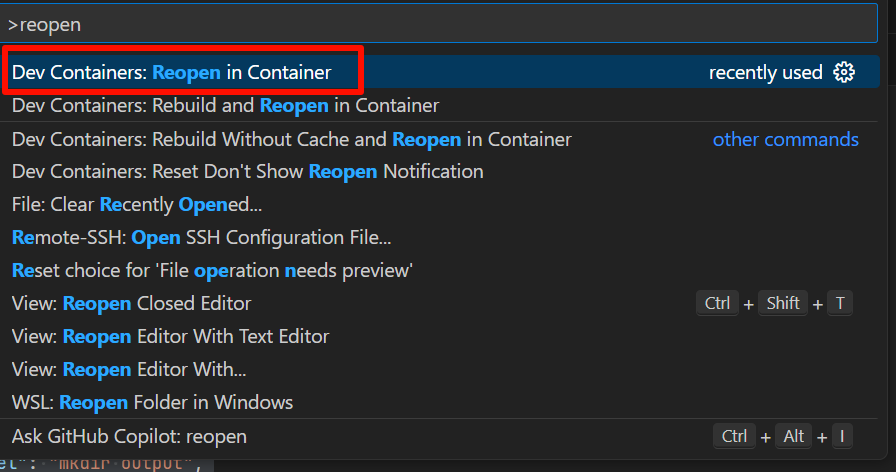 >reopen
Dev Containers: Reopen in Container recently used
Dev Containers: Rebuild and Reopen in Container
Dev Containers: Rebuild Without Cache and Reopen in Container other commands
Dev Containers: Reset Don't Show Reopen Notification
File: Clear Recently Opened...
Remote-SSH: Open SSH Configuration File...
Reset choice for 'File operation needs preview'
View: Reopen Closed Editor Ctrl + Shift + T
View: Reopen Editor With Text Editor
View: Reopen Editor With...
WSL: Reopen Folder in Windows
Ask GitHub Copilot: reopen Ctrl + Alt + I
el": "mkdir output",